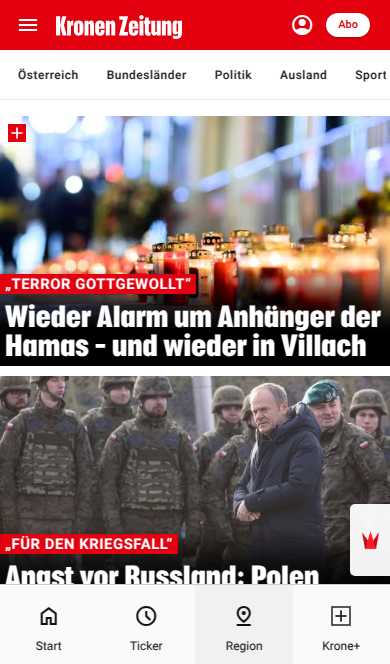 Kronen Zeitung
Abo
Österreich Bundesländer Politik Ausland Sport
„TERROR GOTTGEWOLLT“
Wieder Alarm um Anhänger der
Hamas – und wieder in Villach
„FÜR DEN KRIEGSFALL“
Angst vor Russland: Polen
Start Ticker Region Krone+